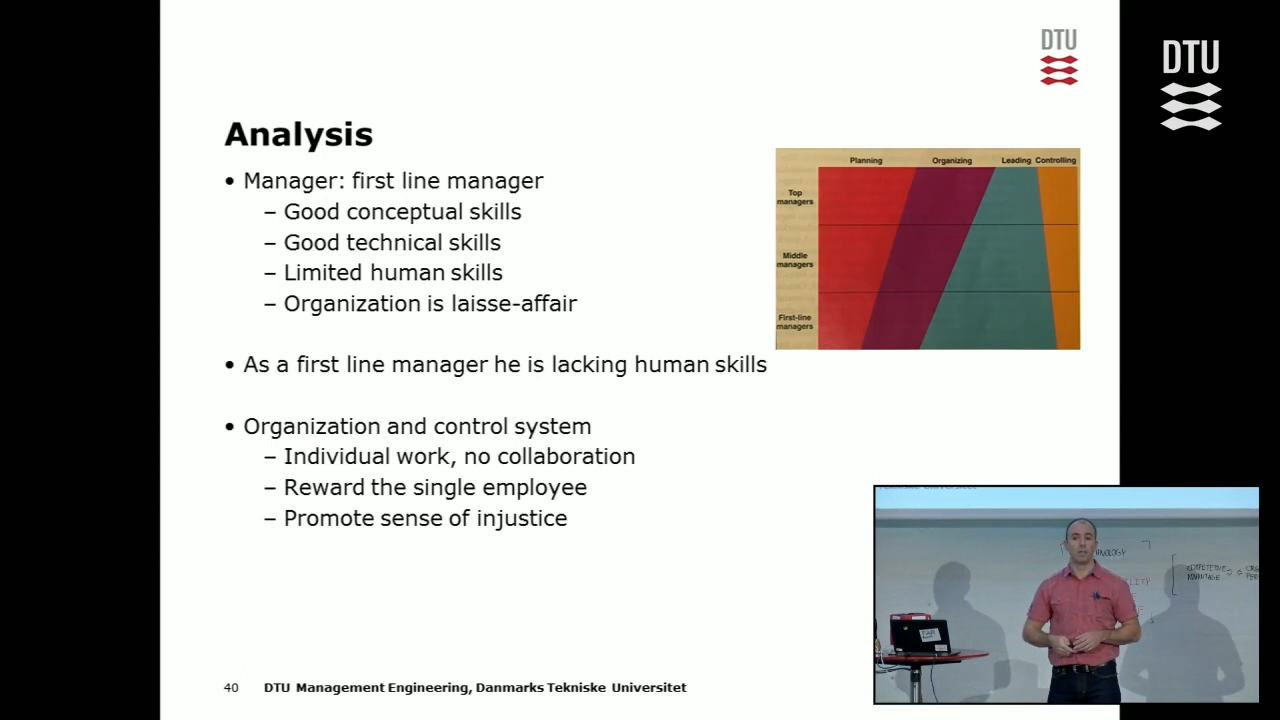 DTU
DTU
Analysis
• Manager: first line manager
– Good conceptual skills
– Good technical skills
– Limited human skills
– Organization is laisse-affair
• As a first line manager he is lacking human skills
• Organization and control system
– Individual work, no collaboration
– Reward the single employee
– Promote sense of injustice
Planning Organizing Leading Controlling
Top
managers
Middle
managers
First-line
managers
40 DTU Management Engineering, Danmarks Tekniske Universitet